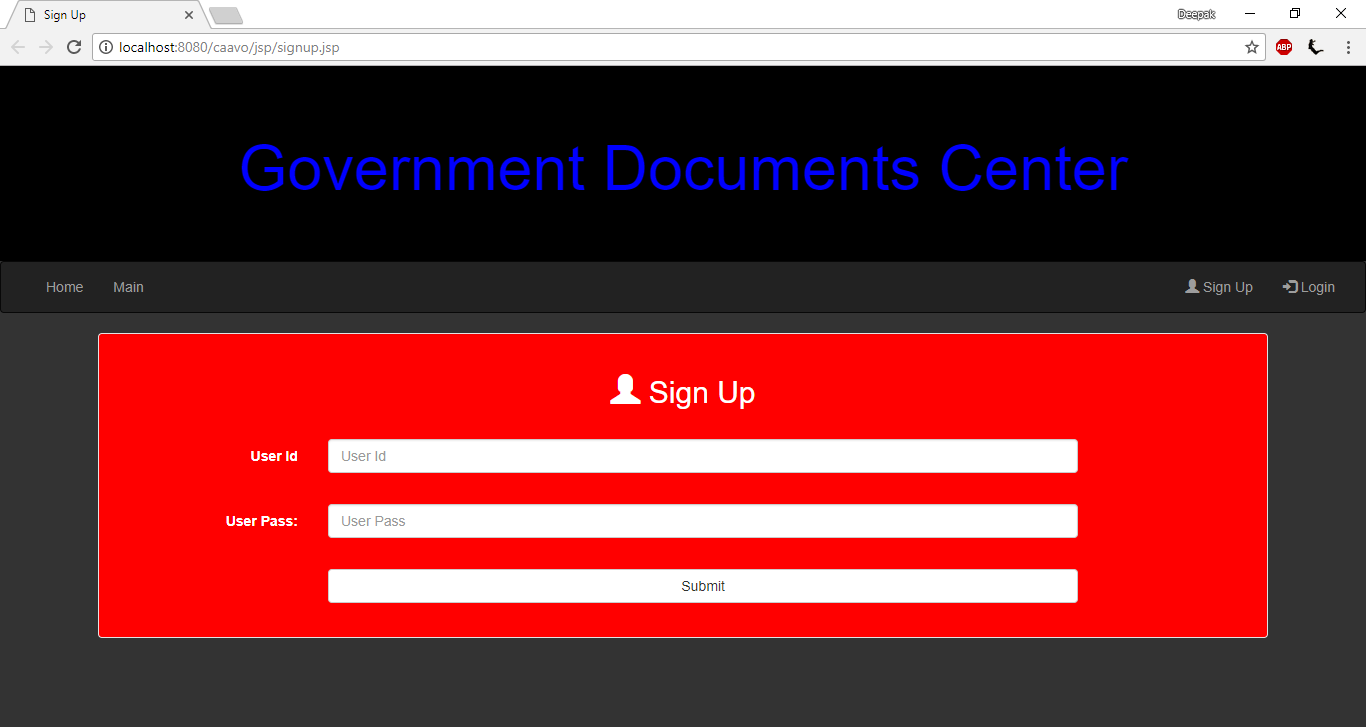 Sign Up
Deepak
localhost:8080/caavo/jsp/signup.jsp
ABP
Government Documents Center
Home Main Sign Up Login
Sign Up
User Id User Id
User Pass: User Pass
Submit